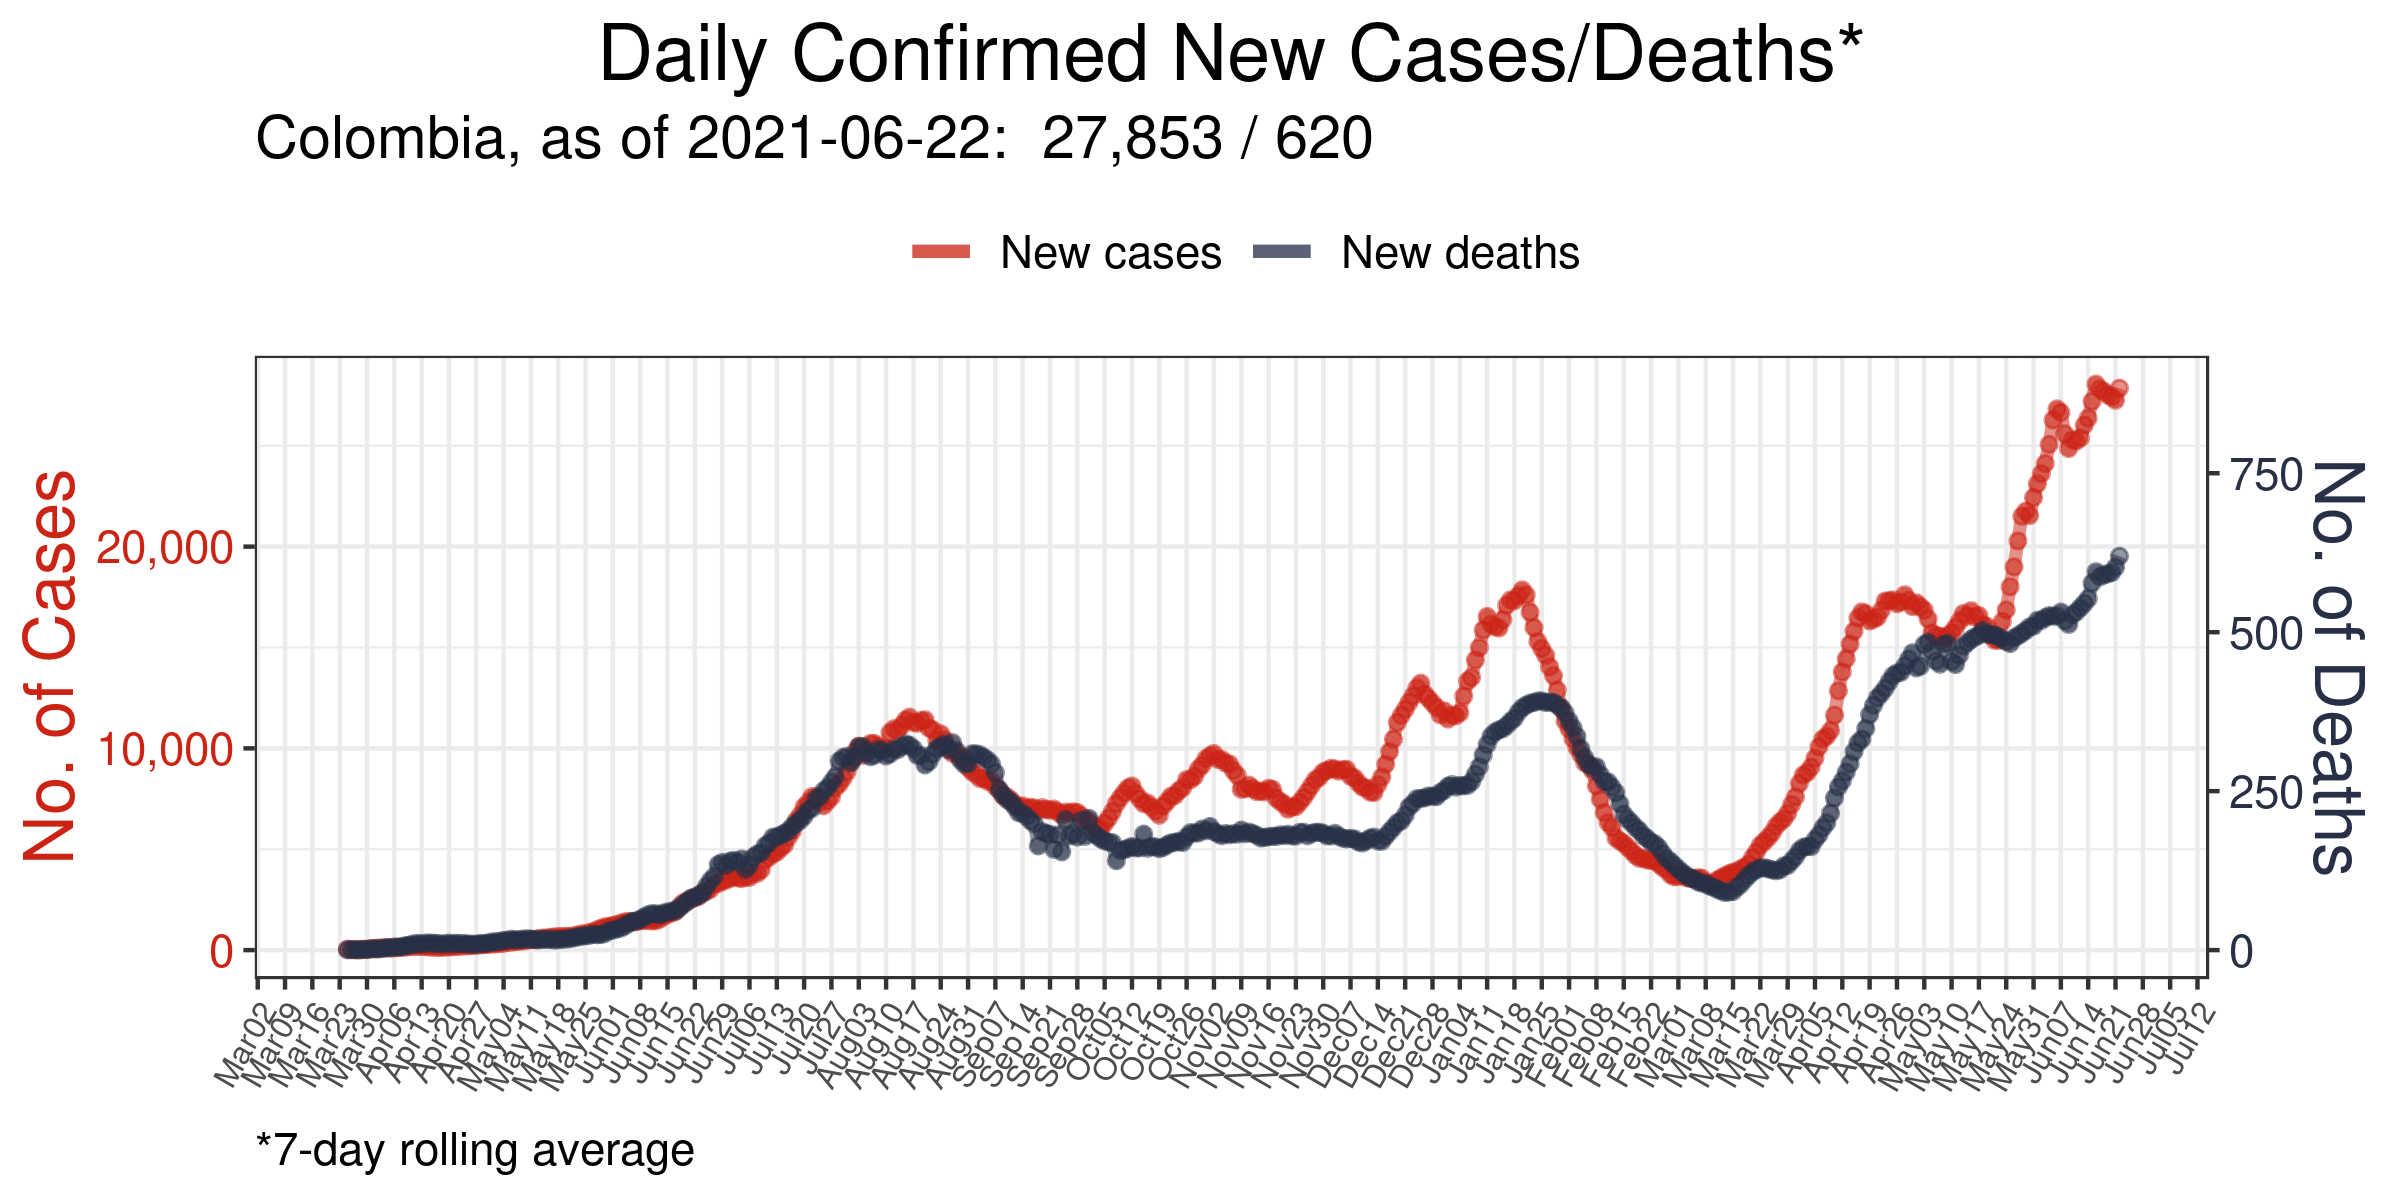 Daily Confirmed New Cases/Deaths*
Colombia, as of 2021-06-22:  27,853 / 620
New cases New deaths
No. of Cases
20,000
10,000
0
750
500
250
0
No. of Deaths
Mar02 Mar09 Mar16 Mar23 Mar30 Apr06 Apr13 Apr20 Apr27 May04 May11 May18 May25 Jun01 Jun08 Jun15 Jun22 Jun29 Jul06 Jul13 Jul20 Jul27 Aug03 Aug10 Aug17 Aug24 Aug31 Sep07 Sep14 Sep21 Sep28 Oct05 Oct12 Oct19 Oct26 Nov02 Nov09 Nov16 Nov23 Nov30 Dec07 Dec14 Dec21 Dec28 Jan04 Jan11 Jan18 Jan25 Feb01 Feb08 Feb15 Feb22 Mar01 Mar08 Mar15 Mar22 Mar29 Apr05 Apr12 Apr19 Apr26 May03 May10 May17 May24 May31 Jun07 Jun14 Jun21 Jun28 Jul05 Jul12
*7-day rolling average